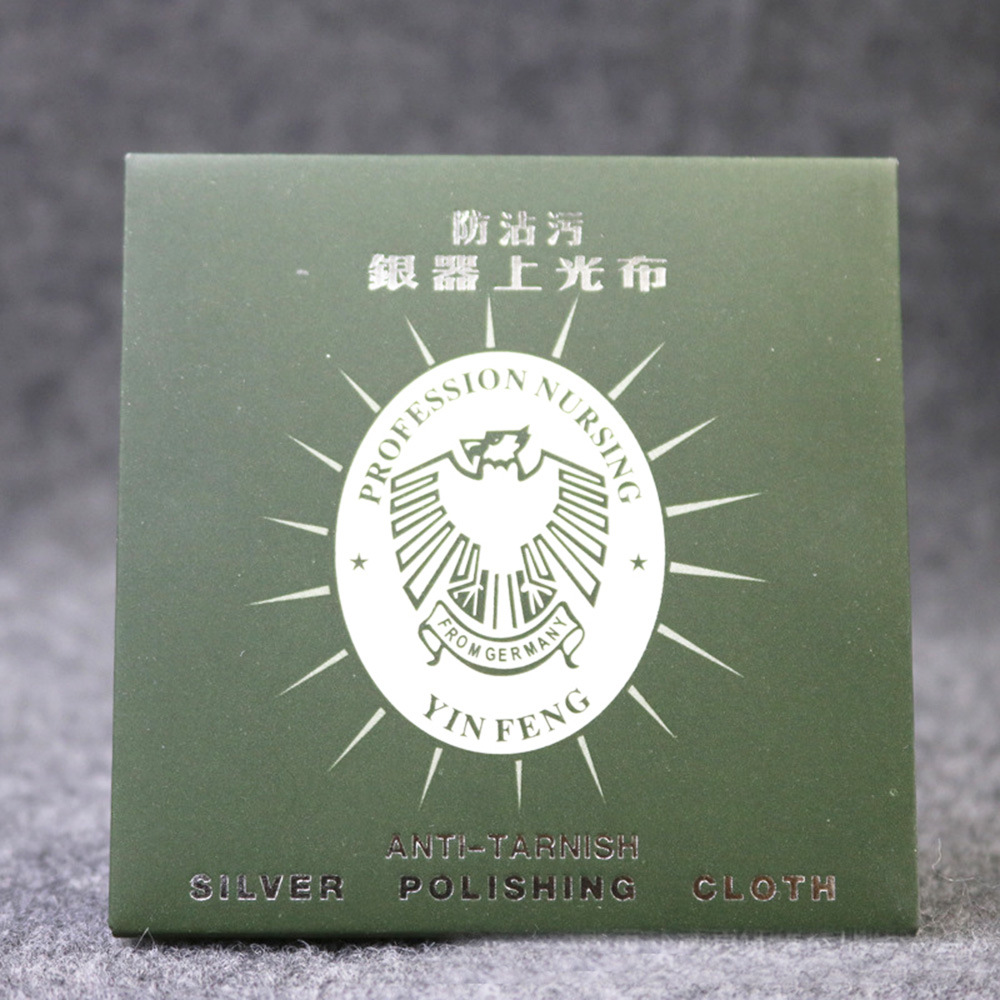 防沾污
銀器上光布
PROFESSION NURSING
FROM GERMANY
YIN FENG
ANTI-TARNISH
SILVER POLISHING CLOTH